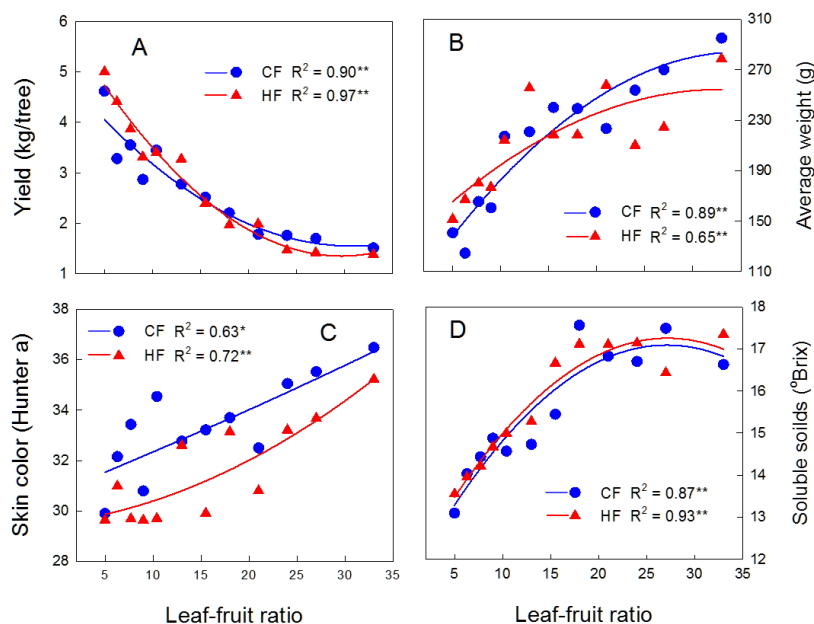 A
CF R² = 0.90**
HF R² = 0.97**
Yield (kg/tree)
5
4
3
2
1
B
CF R² = 0.89**
HF R² = 0.65**
Average weight (g)
310
270
230
190
150
110
C
CF R² = 0.63*
HF R² = 0.72**
Skin color (Hunter a)
38
36
34
32
30
28
5 10 15 20 25 30 35
Leaf-fruit ratio
D
CF R² = 0.87**
HF R² = 0.93**
Soluble soilds (ºBrix)
18
17
16
15
14
13
12
5 10 15 20 25 30 35
Leaf-fruit ratio